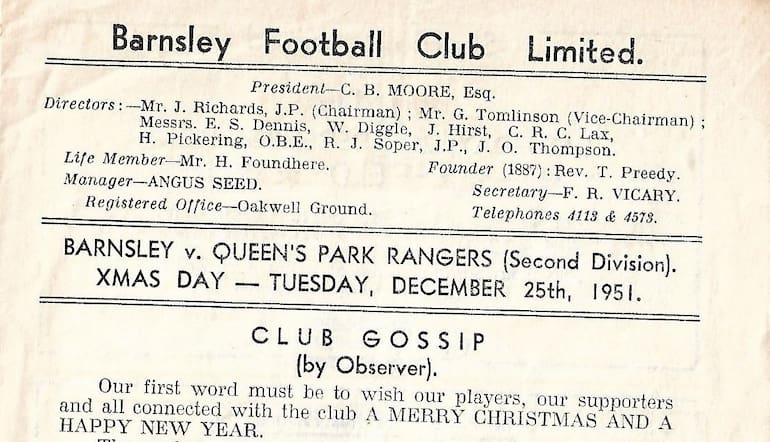 Barnsley Football Club Limited.
President—C. B. MOORE, Esq.
Directors:—Mr. J. Richards, J.P. (Chairman) ; Mr. G. Tomlinson (Vice-Chairman) ;
Messrs. E. S. Dennis, W. Diggle, J. Hirst, C. R. C. Lax,
H. Pickering, O.B.E., R. J. Soper, J.P., J. O. Thompson.
Life Member—Mr. H. Foundhere. Founder (1887) : Rev. T. Preedy.
Manager—ANGUS SEED. Secretary—F. R. VICARY.
Registered Office—Oakwell Ground. Telephones 4113 & 4573.
BARNSLEY v. QUEEN'S PARK RANGERS (Second Division).
XMAS DAY — TUESDAY, DECEMBER 25th, 1951.
CLUB GOSSIP
(by Observer).
Our first word must be to wish our players, our supporters
and all connected with the club A MERRY CHRISTMAS AND A
HAPPY NEW YEAR.